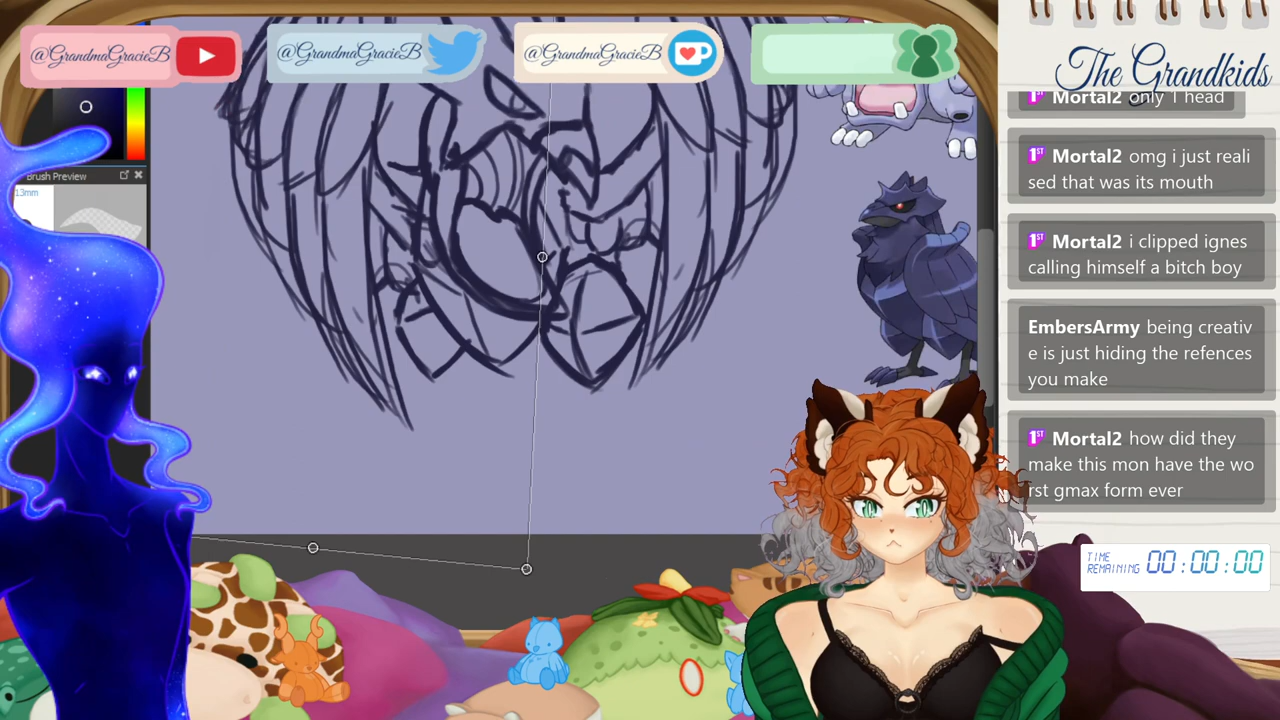 @GrandmaGracieB
@GrandmaGracieB
@GrandmaGracieB
The Grandkids
Mortal2 only 1 head
Mortal2 omg i just reali
sed that was its mouth
Mortal2 i clipped ignes
calling himself a bitch boy
EmbersArmy being creativ
e is just hiding the refences
you make
Mortal2 how did they
make this mon have the wo
rst gmax form ever
Brush Preview
13mm
TIME
REMAINING 00:00:00